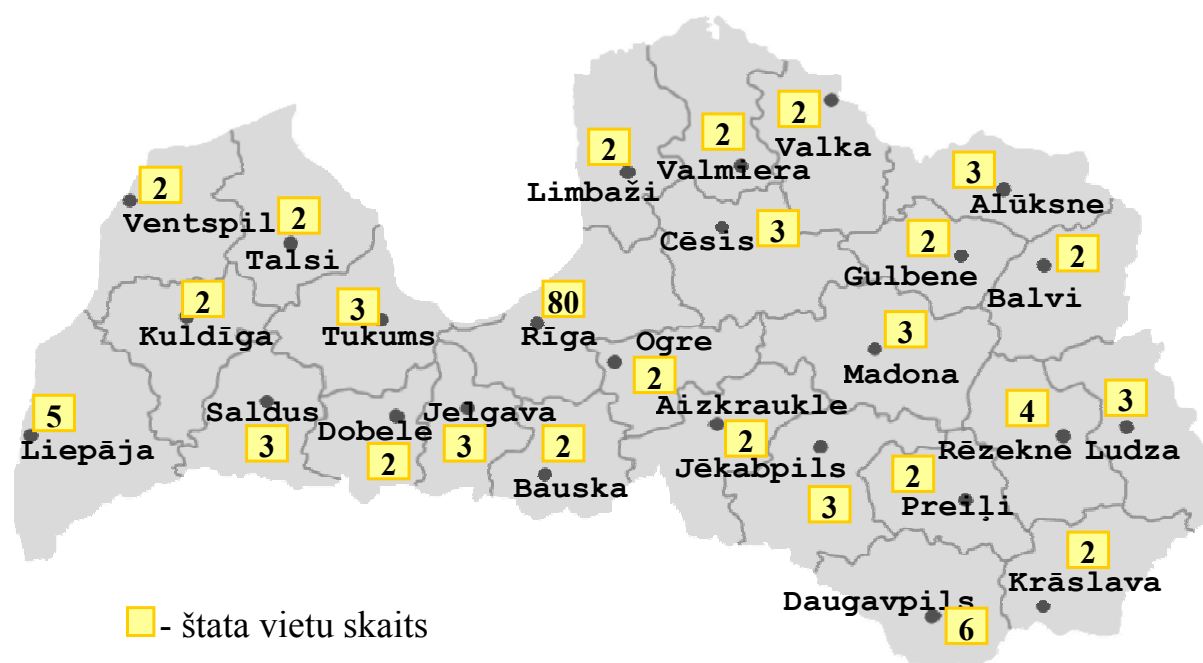 2
Valka
2
Valmiera
2
Limbaži
3
Alūksne
2
Ventspil
2
Talsi
Cēsis 3
2
Gulbene
2
Balvi
2
Kuldīga
3
Tukums
80
Rīga
Ogre
2
3
Madona
5
Liepāja
Saldus
3
Dobele
2
Jelgava
3
2
Bauska
Aizkraukle
2
Jēkabpils
3
4
Rēzekne
3
Ludza
2
Preiļi
2
Krāslava
Daugavpils
6
- štata vietu skaits